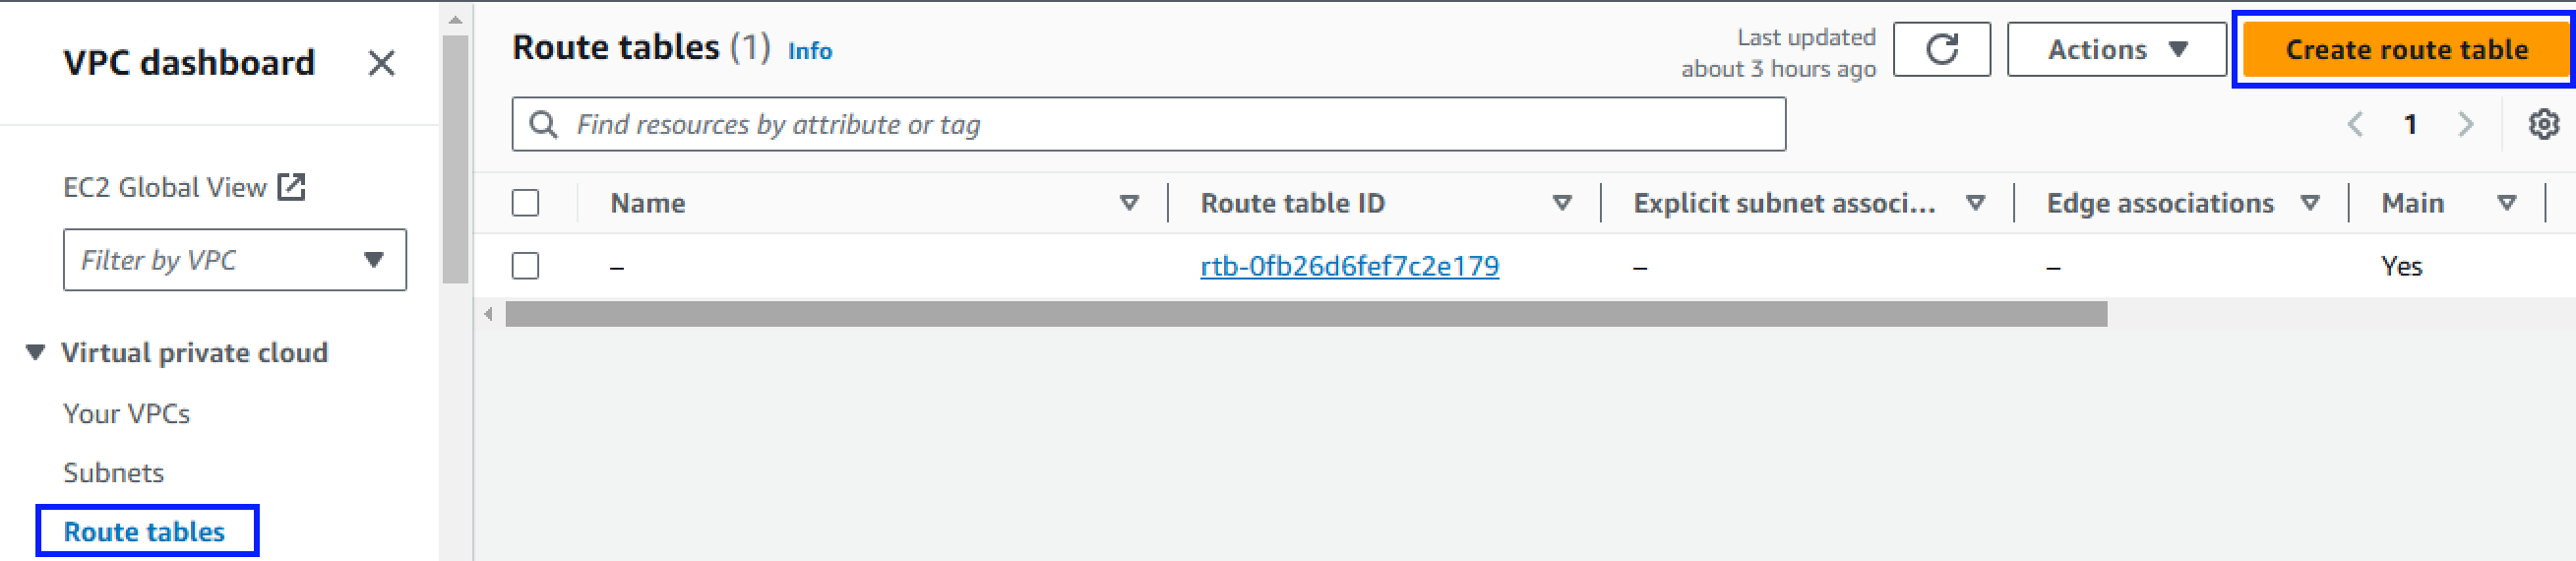 VPC dashboard
EC2 Global View
Filter by VPC
Virtual private cloud
Your VPCs
Subnets
Route tables
Route tables (1) Info
Last updated
about 3 hours ago
Actions
Create route table
Find resources by attribute or tag
1
Name Route table ID Explicit subnet associ... Edge associations Main
– rtb-0fb26d6fef7c2e179 – – Yes